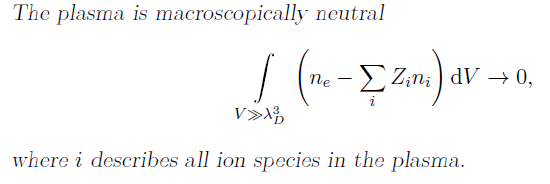 The plasma is macroscopically neutral
∫_{V≫λ_D^3} (n_e − ∑_i Z_i n_i) dV → 0,
where i describes all ion species in the plasma.